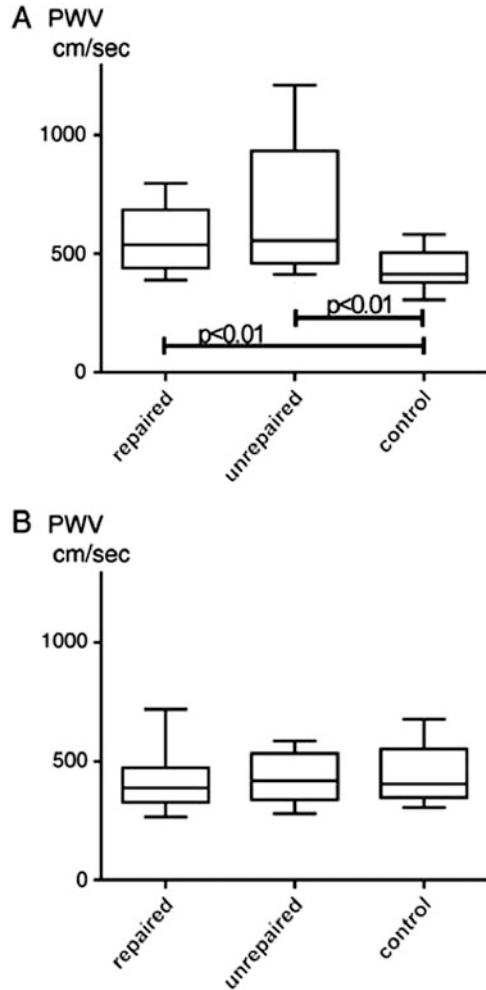 A PWV
cm/sec
1000
500
p<0.01
p<0.01
0
repaired
unrepaired
control
B PWV
cm/sec
1000
500
0
repaired
unrepaired
control